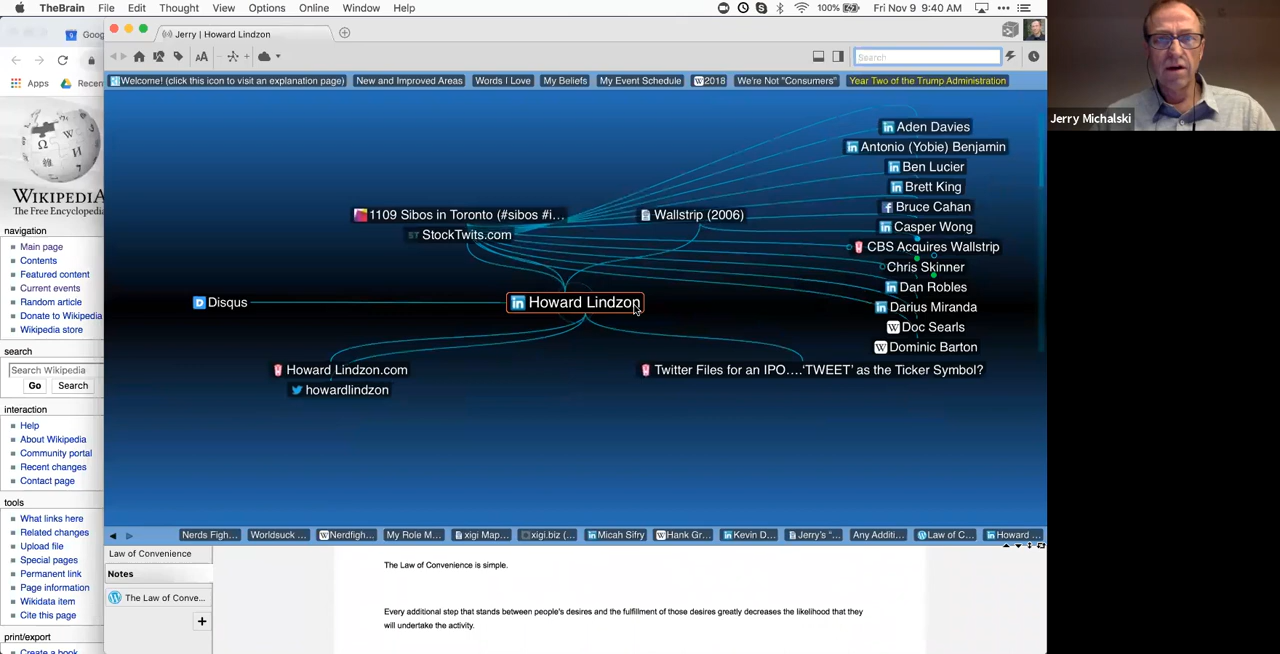 TheBrain File Edit Thought View Options Online Window Help 100% Fri Nov 9 9:40 AM
Goog
Jerry | Howard Lindzon
AA Search
Apps Recen
Welcome! (click this icon to visit an explanation page) New and Improved Areas Words I Love My Beliefs My Event Schedule 2018 We're Not "Consumers" Year Two of the Trump Administration
Jerry Michalski
Aden Davies
Antonio (Yobie) Benjamin
Ben Lucier
Brett King
Bruce Cahan
Casper Wong
CBS Acquires Wallstrip
Chris Skinner
Dan Robles
Darius Miranda
Doc Searls
Dominic Barton
1109 Sibos in Toronto (#sibos #i... Wallstrip (2006)
StockTwits.com
Disqus Howard Lindzon
Howard Lindzon.com Twitter Files for an IPO….'TWEET' as the Ticker Symbol?
howardlindzon
WIKIPEDIA
The Free Encyclopedia
navigation
Main page
Contents
Featured content
Current events
Random article
Donate to Wikipedia
Wikipedia store
search
Search Wikipedia
Go Search
interaction
Help
About Wikipedia
Community portal
Recent changes
Contact page
tools
What links here
Related changes
Upload file
Special pages
Permanent link
Page information
Wikidata item
Cite this page
print/export
Create a book
Nerds Figh... Worldsuck ... Nerdfigh... My Role M... xigi Map... xigi.biz (... Micah Sifry Hank Gr... Kevin D... Jerry's "... Any Additi... Law of C... Howard ...
Law of Convenience
Notes
The Law of Conve...
The Law of Convenience is simple.
Every additional step that stands between people's desires and the fulfillment of those desires greatly decreases the likelihood that they
will undertake the activity.